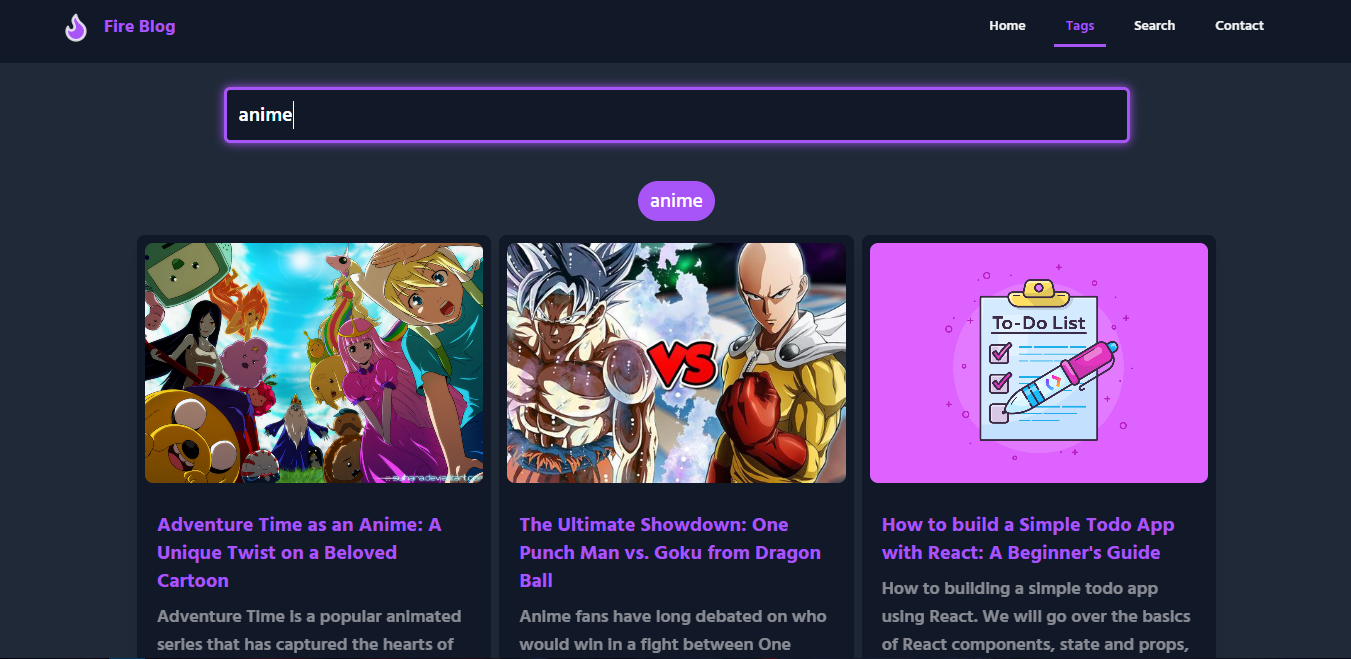 Fire Blog
Home
Tags
Search
Contact
anime
anime
VS
To-Do List
Adventure Time as an Anime: A
Unique Twist on a Beloved
Cartoon
Adventure Time is a popular animated
series that has captured the hearts of
The Ultimate Showdown: One
Punch Man vs. Goku from Dragon
Ball
Anime fans have long debated on who
would win in a fight between One
How to build a Simple Todo App
with React: A Beginner's Guide
How to building a simple todo app
using React. We will go over the basics
of React components, state and props,